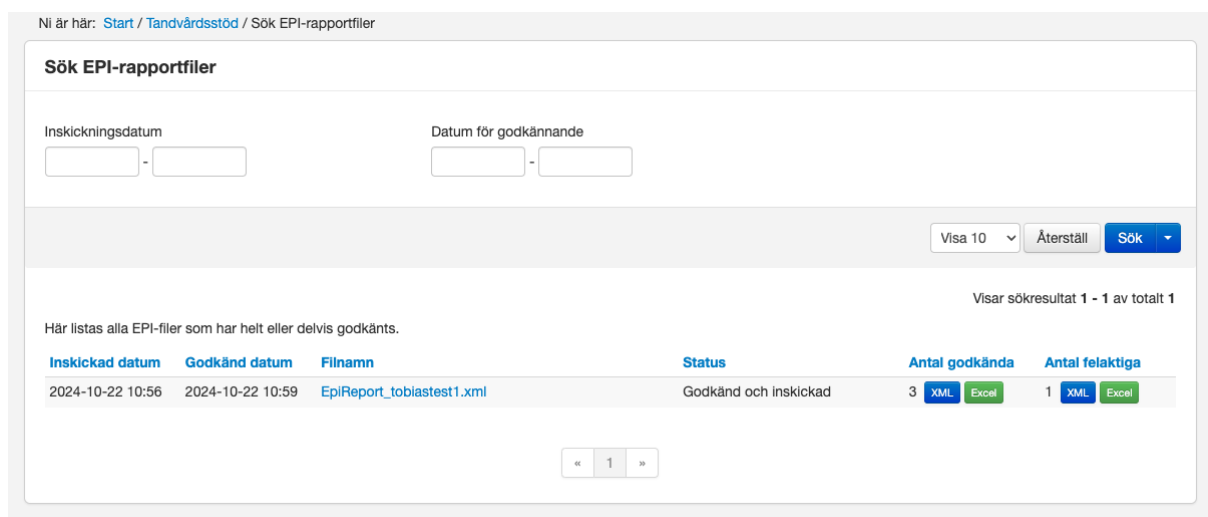 Ni är här: Start / Tandvårdsstöd / Sök EPI-rapportfiler
Sök EPI-rapportfiler
Inskickningsdatum Datum för godkännande
- -
Visa 10 Återställ Sök
Visar sökresultat 1 - 1 av totalt 1
Här listas alla EPI-filer som har helt eller delvis godkänts.
Inskickad datum Godkänd datum Filnamn Status Antal godkända Antal felaktiga
2024-10-22 10:56 2024-10-22 10:59 EpiReport_tobiastest1.xml Godkänd och inskickad 3 XML Excel 1 XML Excel
« 1 »